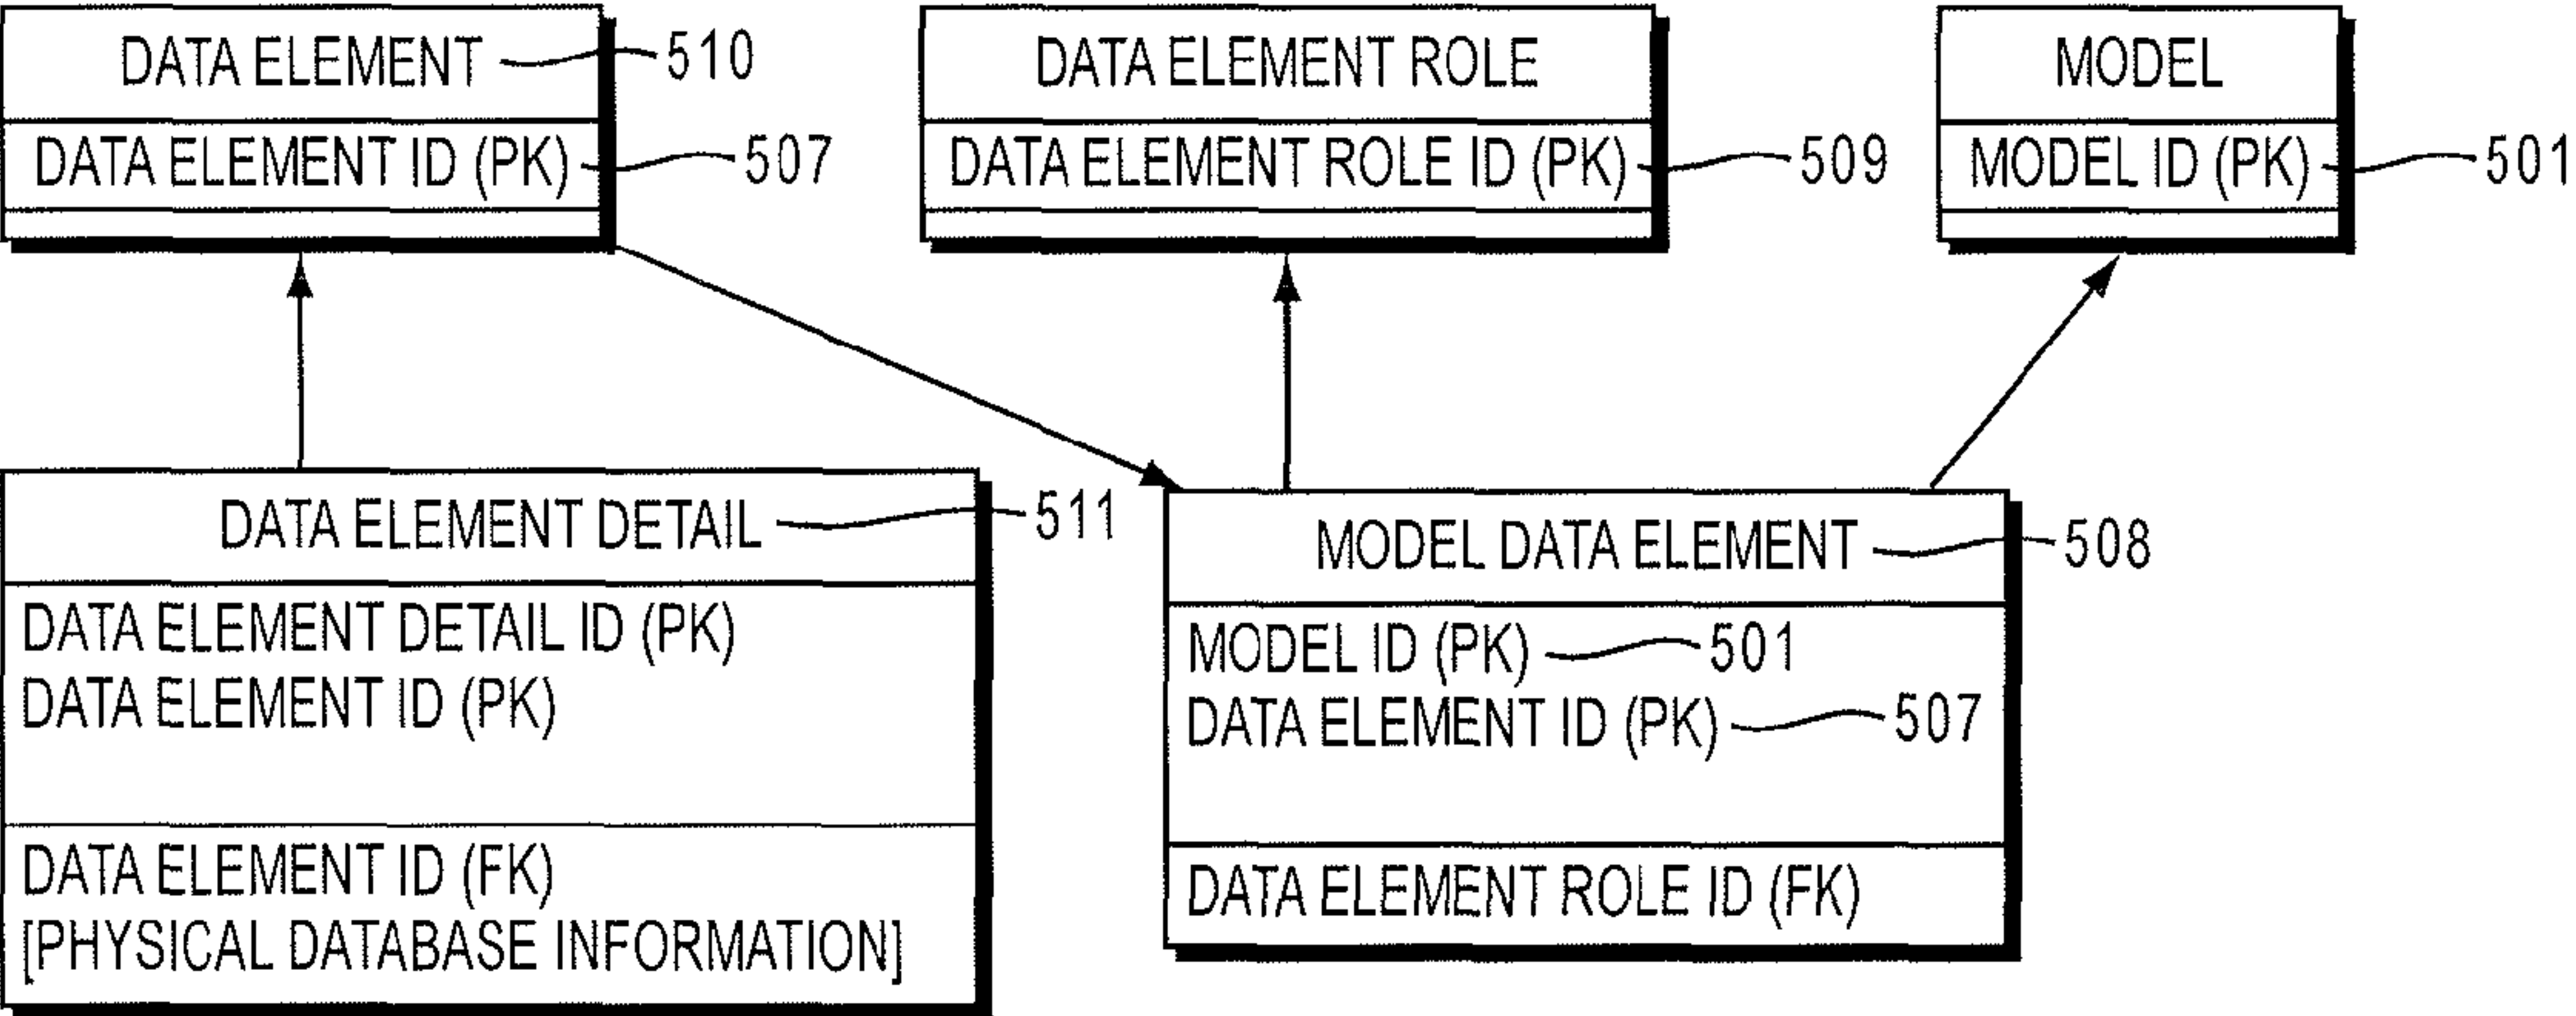 DATA ELEMENT 510
DATA ELEMENT ID (PK) 507
DATA ELEMENT ROLE
DATA ELEMENT ROLE ID (PK) 509
MODEL
MODEL ID (PK) 501
DATA ELEMENT DETAIL 511
DATA ELEMENT DETAIL ID (PK)
DATA ELEMENT ID (PK)
DATA ELEMENT ID (FK)
[PHYSICAL DATABASE INFORMATION]
MODEL DATA ELEMENT 508
MODEL ID (PK) 501
DATA ELEMENT ID (PK) 507
DATA ELEMENT ROLE ID (FK)